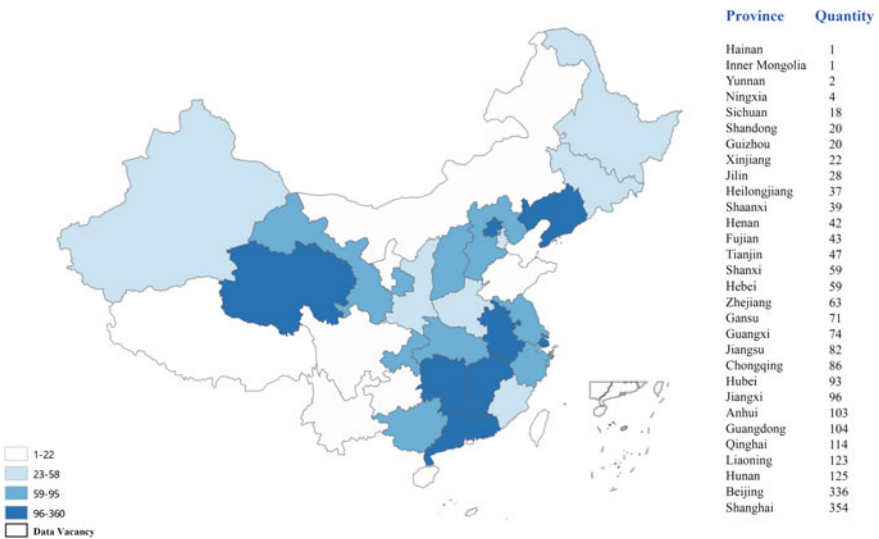 Province Quantity
Hainan 1
Inner Mongolia 1
Yunnan 2
Ningxia 4
Sichuan 18
Shandong 20
Guizhou 20
Xinjiang 22
Jilin 28
Heilongjiang 37
Shaanxi 39
Henan 42
Fujian 43
Tianjin 47
Shanxi 59
Hebei 59
Zhejiang 63
Gansu 71
Guangxi 74
Jiangsu 82
Chongqing 86
Hubei 93
Jiangxi 96
Anhui 103
Guangdong 104
Qinghai 114
Liaoning 123
Hunan 125
Beijing 336
Shanghai 354
1-22
23-58
59-95
96-360
Data Vacancy